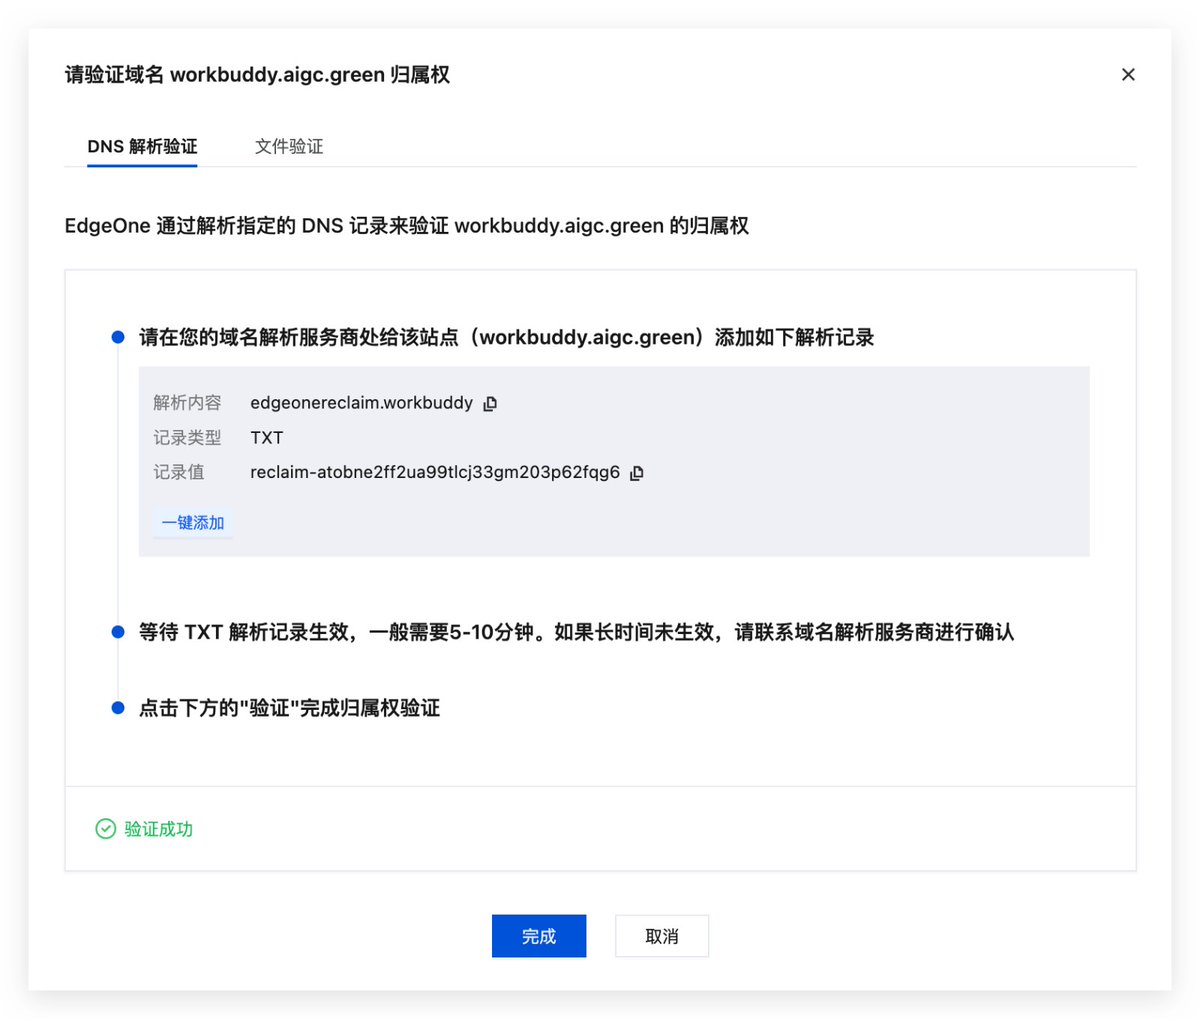 请验证域名 workbuddy.aigc.green 归属权
DNS 解析验证
文件验证
EdgeOne 通过解析指定的 DNS 记录来验证 workbuddy.aigc.green 的归属权
请在您的域名解析服务商处给该站点（workbuddy.aigc.green）添加如下解析记录
解析内容 edgeonereclaim.workbuddy
记录类型 TXT
记录值 reclaim-atobne2ff2ua99tlcj33gm203p62fqg6
一键添加
等待 TXT 解析记录生效，一般需要5-10分钟。如果长时间未生效，请联系域名解析服务商进行确认
点击下方的"验证"完成归属权验证
验证成功
完成
取消